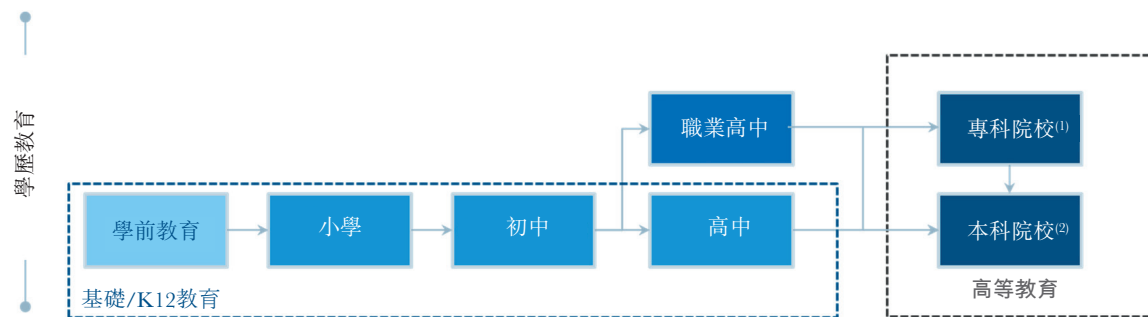 學歷教育
職業高中
專科院校(1)
學前教育
小學
初中
高中
本科院校(2)
基礎/K12教育
高等教育